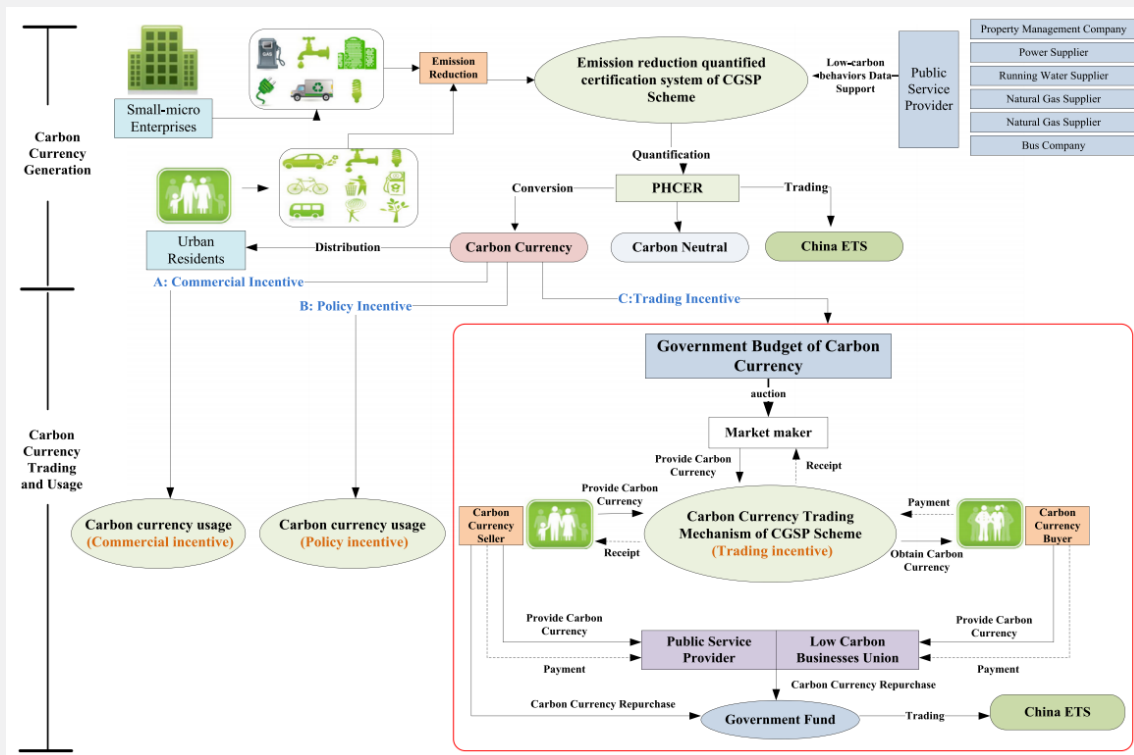 Small-micro
Enterprises
GAS
Emission
Reduction
Emission reduction quantified
certification system of CGSP
Scheme
Low-carbon
behaviors Data
Support
Public
Service
Provider
Property Management Company
Power Supplier
Running Water Supplier
Natural Gas Supplier
Natural Gas Supplier
Bus Company
Carbon
Currency
Generation
Quantification
Conversion
PHCER
Trading
Urban
Residents
Distribution
Carbon Currency
Carbon Neutral
China ETS
A: Commercial Incentive
B: Policy Incentive
C:Trading Incentive
Government Budget of Carbon
Currency
auction
Market maker
Provide Carbon
Currency
Receipt
Carbon
Currency
Trading
and Usage
Carbon currency usage
(Commercial incentive)
Carbon currency usage
(Policy incentive)
Carbon
Currency
Seller
Provide Carbon
Currency
Receipt
Carbon Currency Trading
Mechanism of CGSP Scheme
(Trading incentive)
Payment
Obtain Carbon
Currency
Carbon
Currency
Buyer
Provide Carbon
Currency
Payment
Public Service
Provider
Low Carbon
Businesses Union
Provide Carbon
Currency
Payment
Carbon Currency Repurchase
Carbon Currency Repurchase
Government Fund
Trading
China ETS